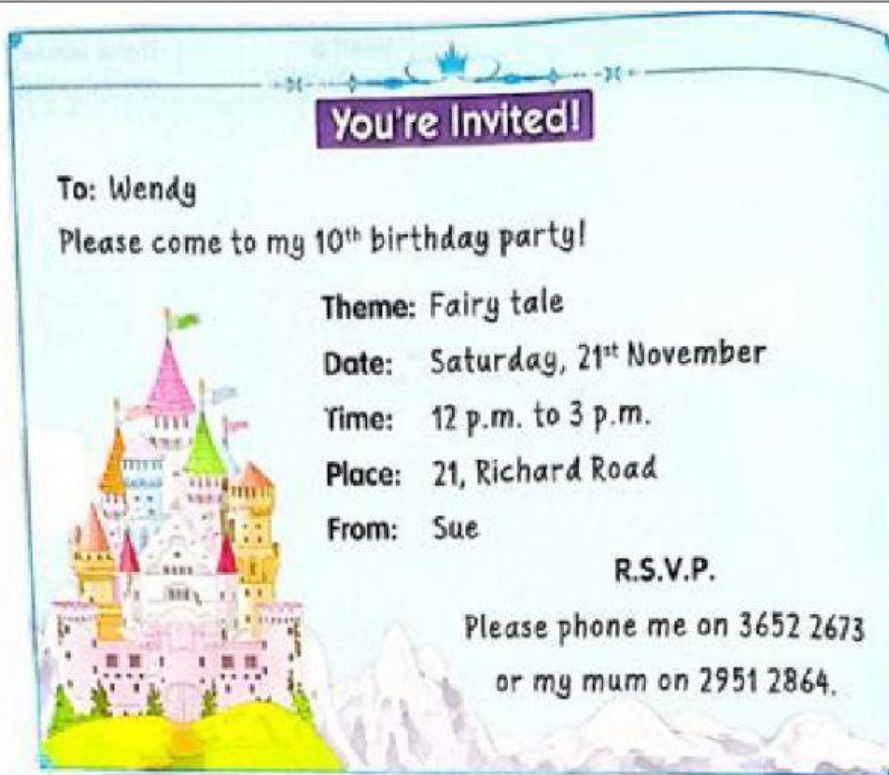 You're Invited!
To: Wendy
Please come to my 10th birthday party!
Theme: Fairy tale
Date: Saturday, 21st November
Time: 12 p.m. to 3 p.m.
Place: 21, Richard Road
From: Sue
R.S.V.P.
Please phone me on 3652 2673
or my mum on 2951 2864.